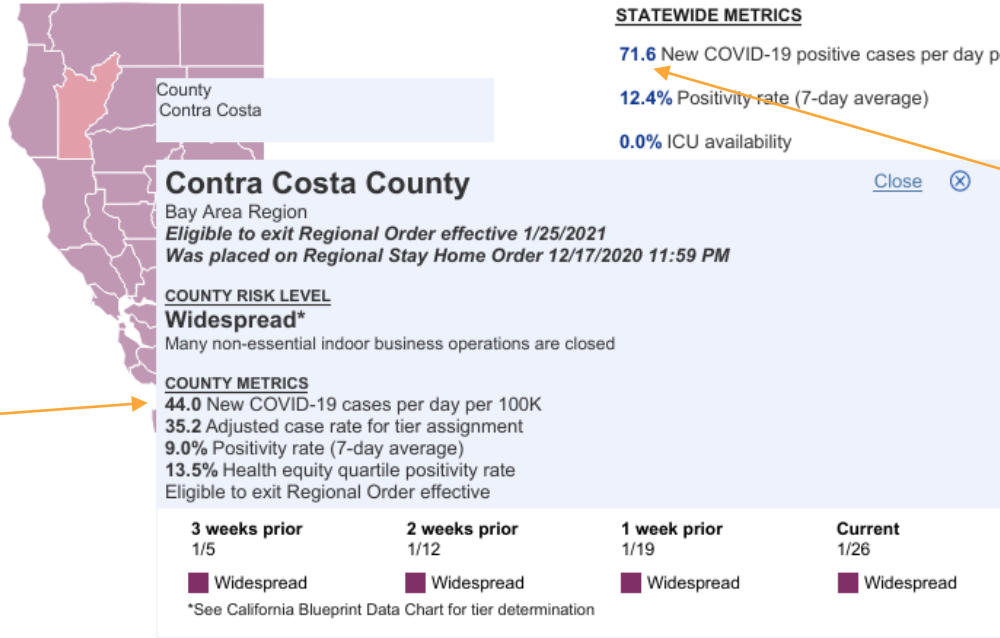 STATEWIDE METRICS
71.6 New COVID-19 positive cases per day
12.4% Positivity rate (7-day average)
0.0% ICU availability
County
Contra Costa
Contra Costa County
Close
Bay Area Region
Eligible to exit Regional Order effective 1/25/2021
Was placed on Regional Stay Home Order 12/17/2020 11:59 PM
COUNTY RISK LEVEL
Widespread*
Many non-essential indoor business operations are closed
COUNTY METRICS
44.0 New COVID-19 cases per day per 100K
35.2 Adjusted case rate for tier assignment
9.0% Positivity rate (7-day average)
13.5% Health equity quartile positivity rate
Eligible to exit Regional Order effective
3 weeks prior 2 weeks prior 1 week prior Current
1/5 1/12 1/19 1/26
Widespread Widespread Widespread Widespread
*See California Blueprint Data Chart for tier determination